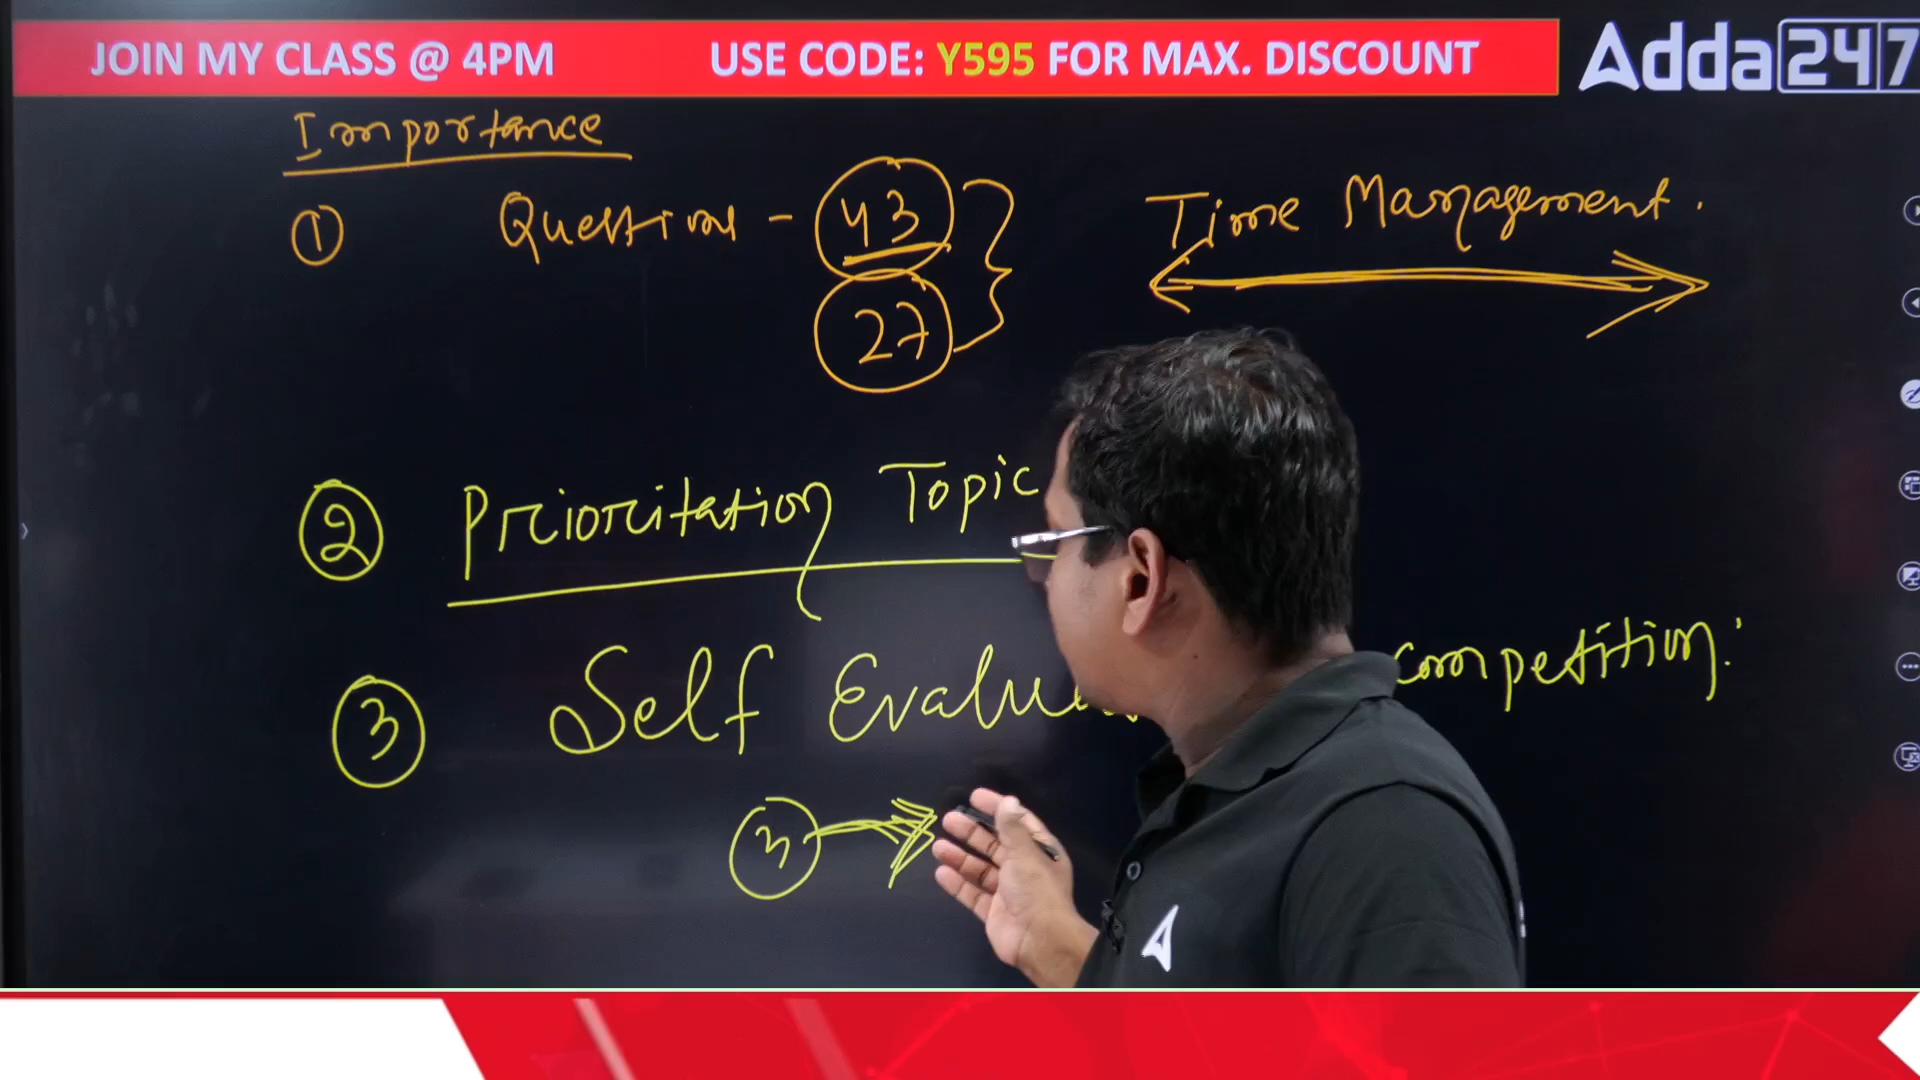 JOIN MY CLASS @ 4PM USE CODE: Y595 FOR MAX. DISCOUNT Adda247
Importance
① Question - 43 Time Management.
27
② Prioritation Topic
③ Self Evalu competition:
3